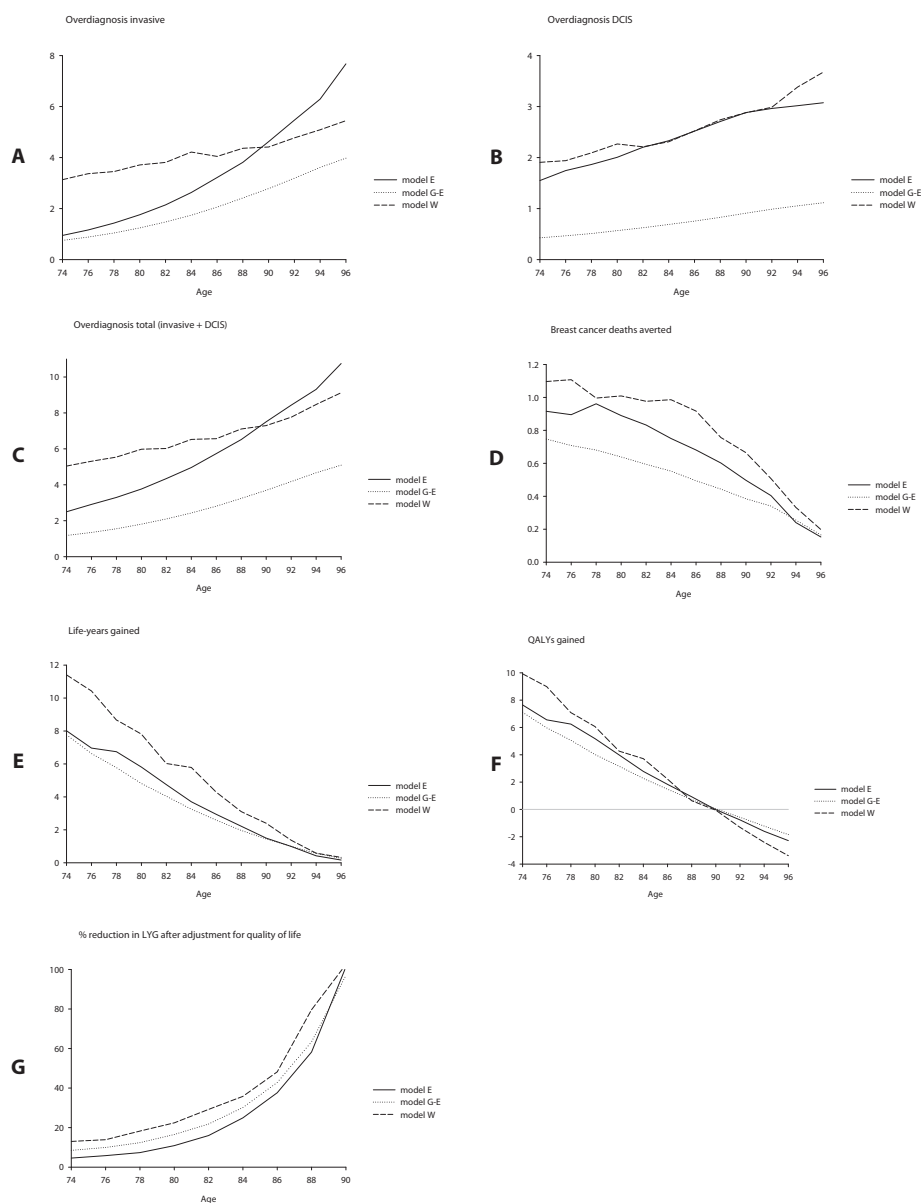 Overdiagnosis invasive
A
8
6
4
2
0
74 76 78 80 82 84 86 88 90 92 94 96
Age
model E
model G-E
model W
Overdiagnosis DCIS
B
4
3
2
1
0
74 76 78 80 82 84 86 88 90 92 94 96
Age
model E
model G-E
model W
Overdiagnosis total (invasive + DCIS)
C
10
8
6
4
2
0
74 76 78 80 82 84 86 88 90 92 94 96
Age
model E
model G-E
model W
Breast cancer deaths averted
D
1.2
1.0
0.8
0.6
0.4
0.2
0.0
74 76 78 80 82 84 86 88 90 92 94 96
Age
model E
model G-E
model W
Life-years gained
E
12
10
8
6
4
2
0
74 76 78 80 82 84 86 88 90 92 94 96
Age
model E
model G-E
model W
QALYs gained
F
10
8
6
4
2
0
-2
-4
74 76 78 80 82 84 86 88 90 92 94 96
Age
model E
model G-E
model W
% reduction in LYG after adjustment for quality of life
G
100
80
60
40
20
0
74 76 78 80 82 84 86 88 90
Age
model E
model G-E
model W